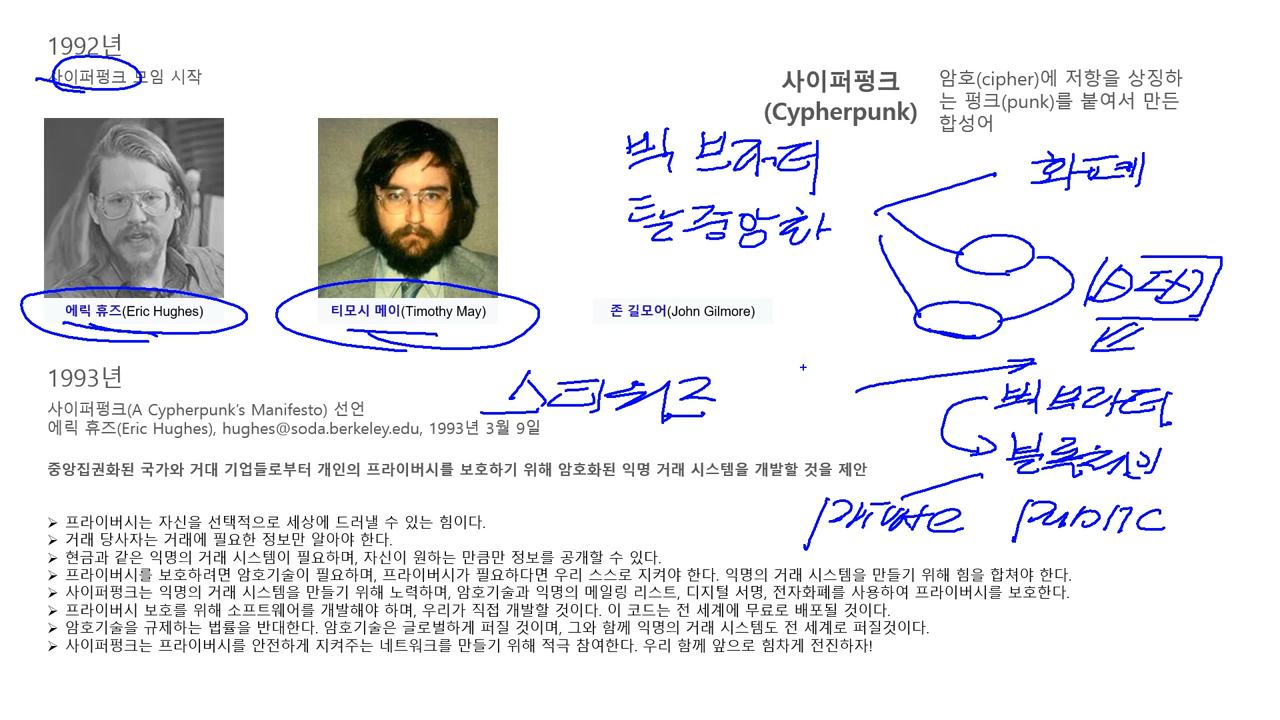 1992년
사이퍼펑크 모임 시작
사이퍼펑크
(Cypherpunk)
암호(cipher)에 저항을 상징하
는 펑크(punk)를 붙여서 만든
합성어
빅 브라더
탈중앙화
화폐
에릭 휴즈(Eric Hughes)
티모시 메이(Timothy May)
존 길모어(John Gilmore)
1993년
사이퍼펑크(A Cypherpunk’s Manifesto) 선언
에릭 휴즈(Eric Hughes), hughes@soda.berkeley.edu, 1993년 3월 9일
빅브라더
블록체인
private public
중앙집권화된 국가와 거대 기업들로부터 개인의 프라이버시를 보호하기 위해 암호화된 익명 거래 시스템을 개발할 것을 제안
➢ 프라이버시는 자신을 선택적으로 세상에 드러낼 수 있는 힘이다.
➢ 거래 당사자는 거래에 필요한 정보만 알아야 한다.
➢ 현금과 같은 익명의 거래 시스템이 필요하며, 자신이 원하는 만큼만 정보를 공개할 수 있다.
➢ 프라이버시를 보호하려면 암호기술이 필요하며, 프라이버시가 필요하다면 우리 스스로 지켜야 한다. 익명의 거래 시스템을 만들기 위해 힘을 합쳐야 한다.
➢ 사이퍼펑크는 익명의 거래 시스템을 만들기 위해 노력하며, 암호기술과 익명의 메일링 리스트, 디지털 서명, 전자화폐를 사용하여 프라이버시를 보호한다.
➢ 프라이버시 보호를 위해 소프트웨어를 개발해야 하며, 우리가 직접 개발할 것이다. 이 코드는 전 세계에 무료로 배포될 것이다.
➢ 암호기술을 규제하는 법률을 반대한다. 암호기술은 글로벌하게 퍼질 것이며, 그와 함께 익명의 거래 시스템도 전 세계로 퍼질것이다.
➢ 사이퍼펑크는 프라이버시를 안전하게 지켜주는 네트워크를 만들기 위해 적극 참여한다. 우리 함께 앞으로 힘차게 전진하자!